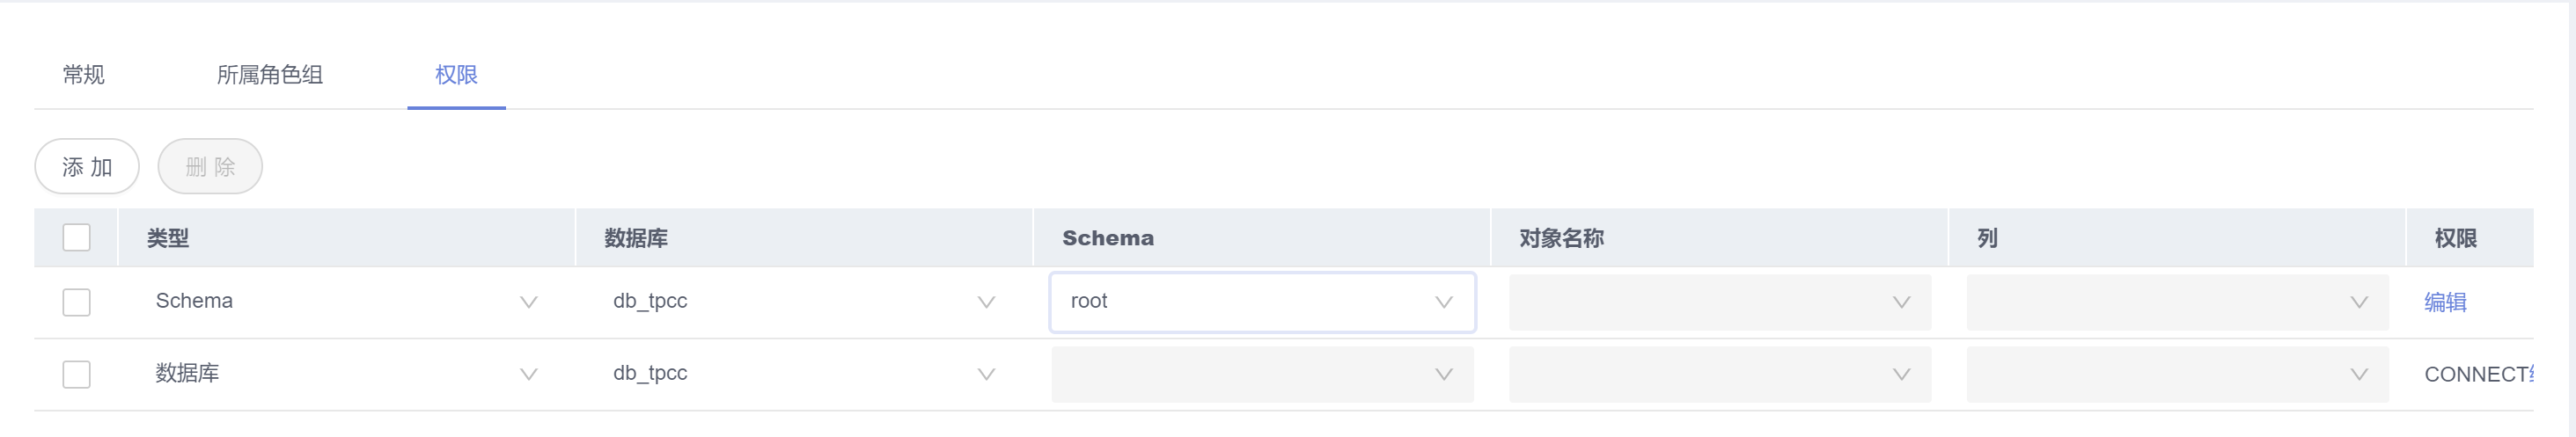 常规 所属角色组 权限
添 加 删 除
类型 数据库 Schema 对象名称 列 权限
Schema db_tpcc root 编辑
数据库 db_tpcc CONNECT